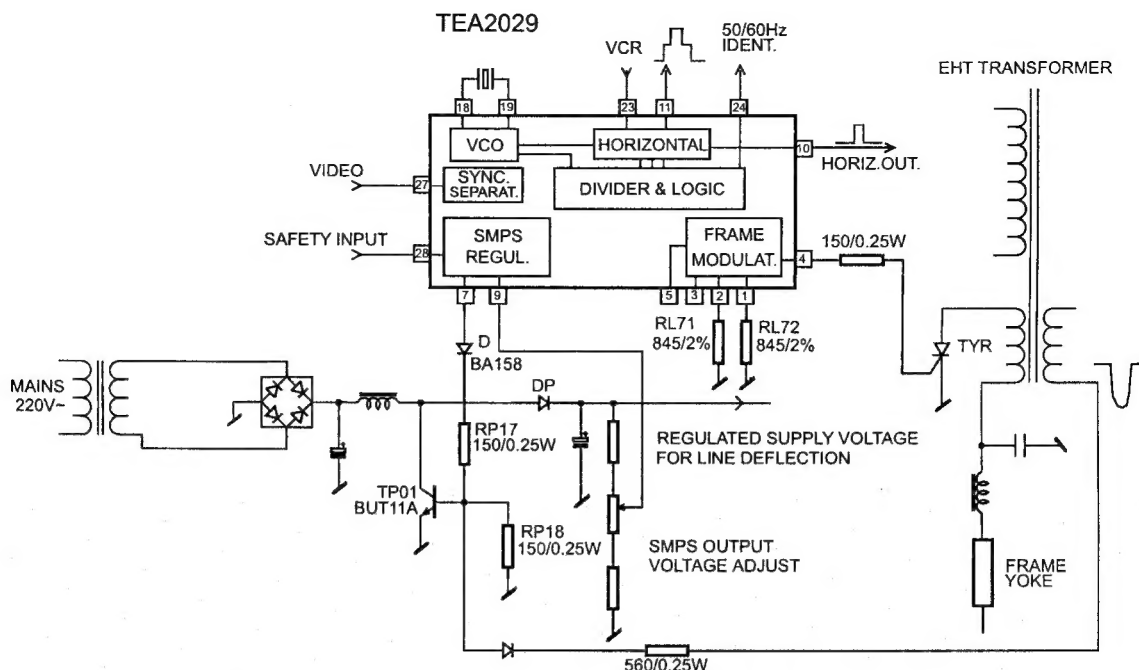 TEA2029
VCR
50/60Hz
IDENT.
EHT TRANSFORMER
18
19
23
11
24
VCO
HORIZONTAL
10
HORIZ.OUT.
VIDEO
27
SYNC.
SEPARAT.
DIVIDER & LOGIC
SAFETY INPUT
28
SMPS
REGUL.
FRAME
MODULAT.
4
150/0.25W
7
9
5
3
2
1
D
BA158
RL71
845/2%
RL72
845/2%
TYR
MAINS
220V~
DP
RP17
150/0.25W
REGULATED SUPPLY VOLTAGE
FOR LINE DEFLECTION
TP01
BUT11A
RP18
150/0.25W
SMPS OUTPUT
VOLTAGE ADJUST
FRAME
YOKE
560/0.25W